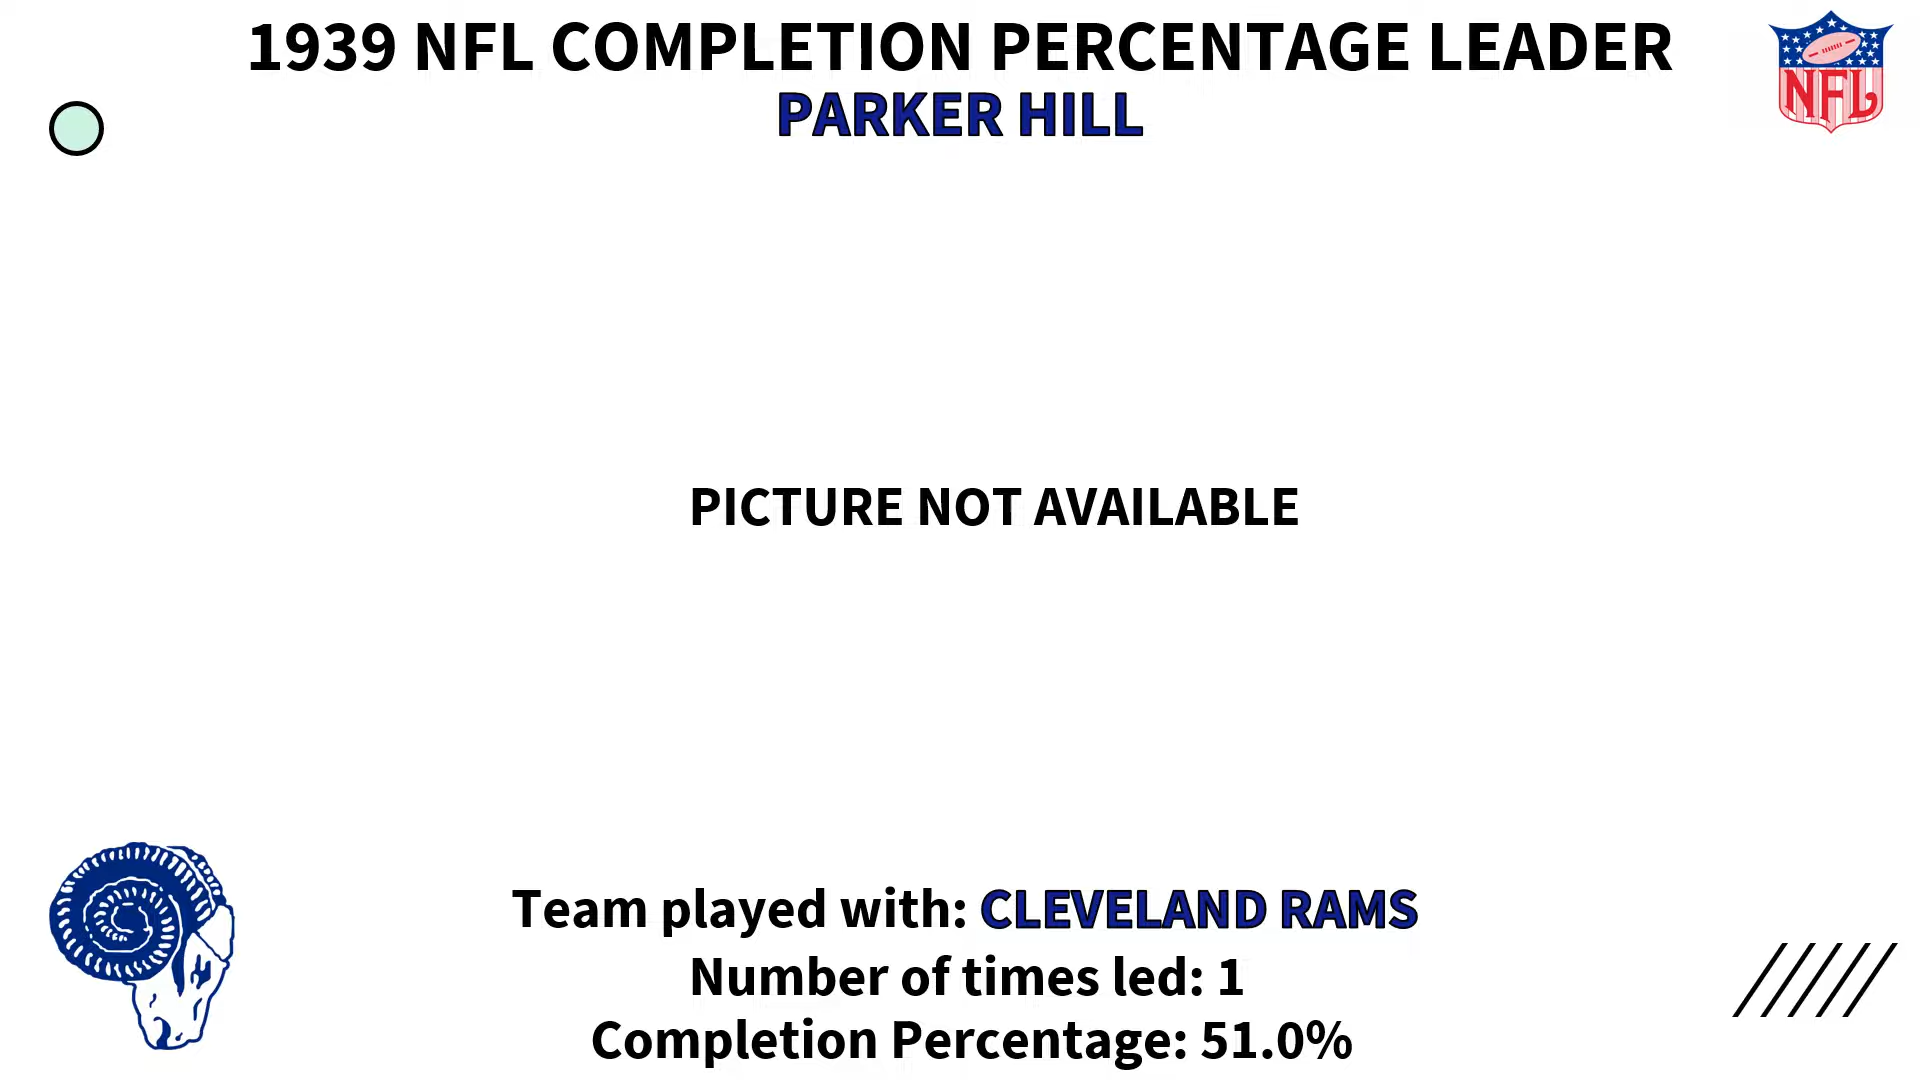 1939 NFL COMPLETION PERCENTAGE LEADER
PARKER HILL
NFL
PICTURE NOT AVAILABLE
Team played with: CLEVELAND RAMS
Number of times led: 1
Completion Percentage: 51.0%